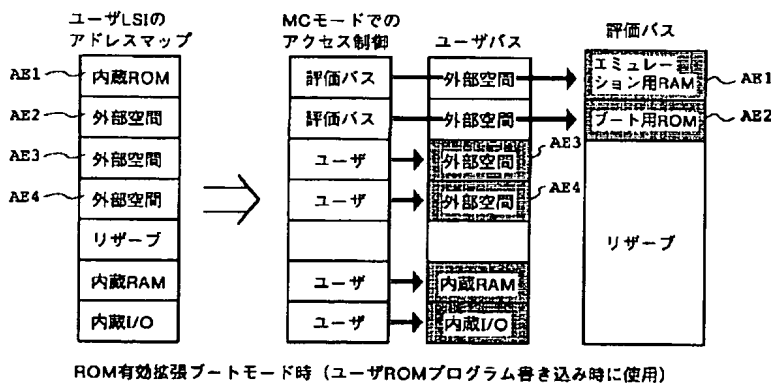 ユーザLSIの
アドレスマップ
AE1
内蔵ROM
AE2
外部空間
AE3
外部空間
AE4
外部空間
リザーブ
内蔵RAM
内蔵I/O
MCモードでの
アクセス制御
評価バス
評価バス
ユーザ
ユーザ
ユーザ
ユーザ
ユーザバス
外部空間
外部空間
外部空間
AE3
外部空間
AE4
内蔵RAM
内蔵I/O
評価バス
エミュレー
ション用RAM
AE1
ブート用ROM
AE2
リザーブ
ROM有効拡張ブートモード時（ユーザROMプログラム書き込み時に使用）